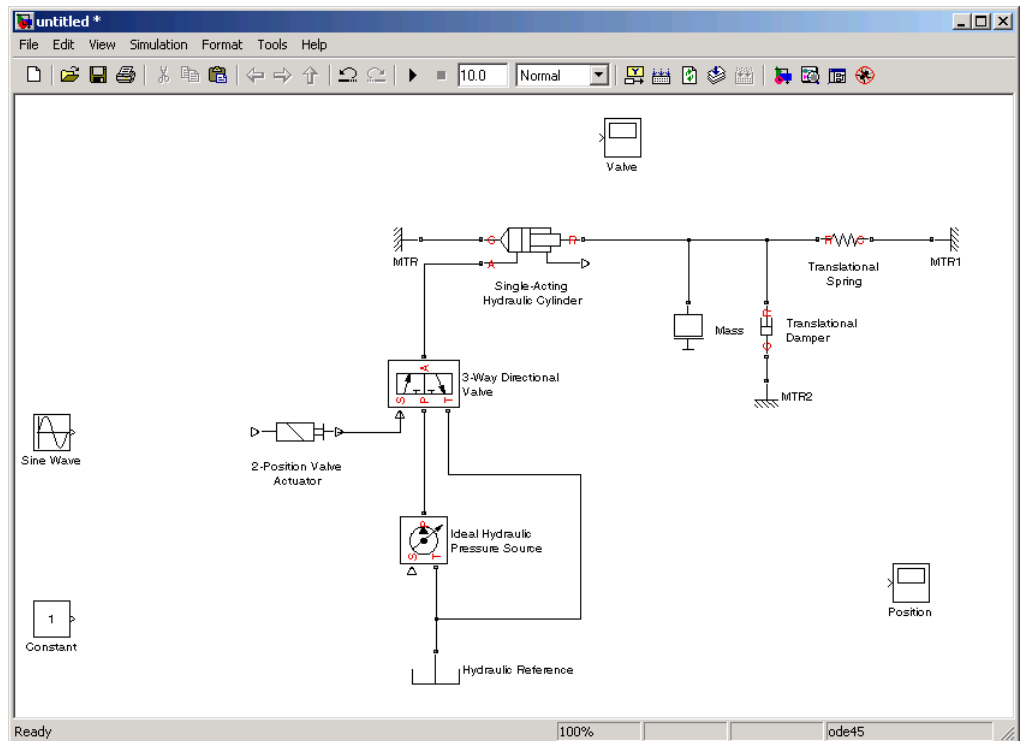 untitled *
File Edit View Simulation Format Tools Help
10.0 Normal
Valve
C R
MTR
A
Single-Acting
Hydraulic Cylinder
R C
Translational
Spring
MTR1
Mass
R
Translational
Damper
C
MTR2
A
S P T
3-Way Directional
Valve
Sine Wave
2-Position Valve
Actuator
P
S T
Ideal Hydraulic
Pressure Source
Position
1
Constant
Hydraulic Reference
Ready 100% ode45